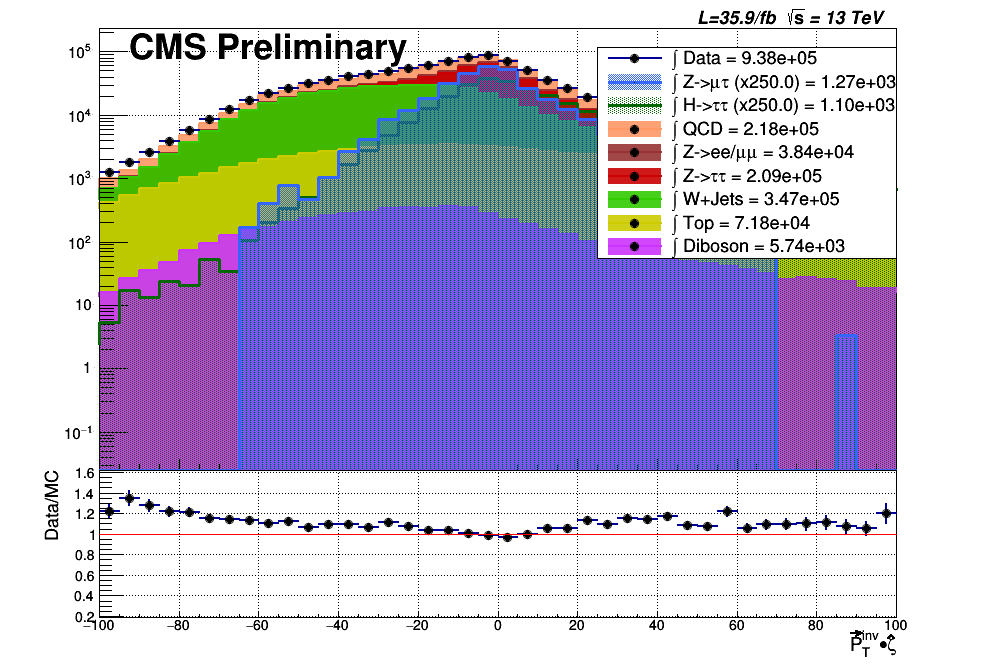 L=35.9/fb √s = 13 TeV
CMS Preliminary
∫ Data = 9.38e+05
∫ Z->μτ (x250.0) = 1.27e+03
∫ H->ττ (x250.0) = 1.10e+03
∫ QCD = 2.18e+05
∫ Z->ee/μμ = 3.84e+04
∫ Z->ττ = 2.09e+05
∫ W+Jets = 3.47e+05
∫ Top = 7.18e+04
∫ Diboson = 5.74e+03
10⁵
10⁴
10³
10²
10
1
10⁻¹
Data/MC
1.6
1.4
1.2
1
0.8
0.6
0.4
0.2
−100 −80 −60 −40 −20 0 20 40 60 80 100
P⃗_T^inv •ζ̂